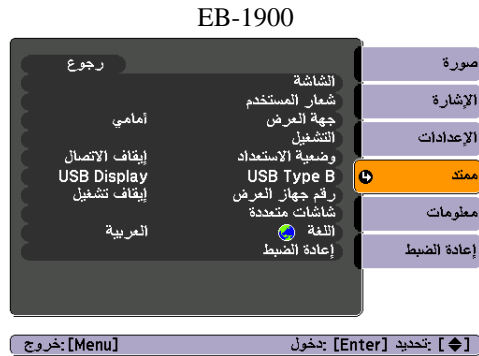 EB-1900
صورة
الإشارة
الإعدادات
ممتد
معلومات
إعادة الضبط
رجوع
الشاشة
شعار المستخدم
جهة العرض أمامي
التشغيل
وضعية الاستعداد إيقاف الاتصال
USB Type B USB Display
رقم جهاز العرض إيقاف تشغيل
شاشات متعددة
اللغة العربية
إعادة الضبط
[◆] :تحديد [Enter] :دخول [Menu] :خروج